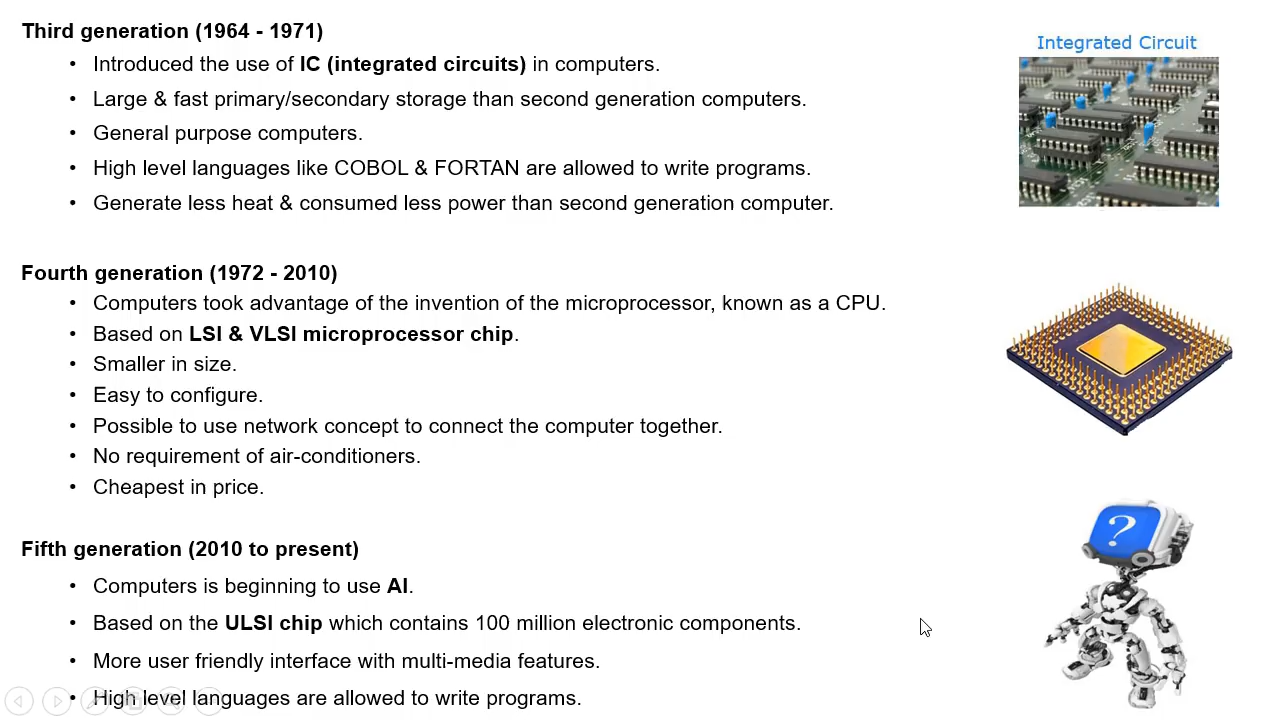 Third generation (1964 - 1971)
Integrated Circuit
• Introduced the use of IC (integrated circuits) in computers.
• Large & fast primary/secondary storage than second generation computers.
• General purpose computers.
• High level languages like COBOL & FORTAN are allowed to write programs.
• Generate less heat & consumed less power than second generation computer.
Fourth generation (1972 - 2010)
• Computers took advantage of the invention of the microprocessor, known as a CPU.
• Based on LSI & VLSI microprocessor chip.
• Smaller in size.
• Easy to configure.
• Possible to use network concept to connect the computer together.
• No requirement of air-conditioners.
• Cheapest in price.
Fifth generation (2010 to present)
?
• Computers is beginning to use AI.
• Based on the ULSI chip which contains 100 million electronic components.
• More user friendly interface with multi-media features.
• High level languages are allowed to write programs.